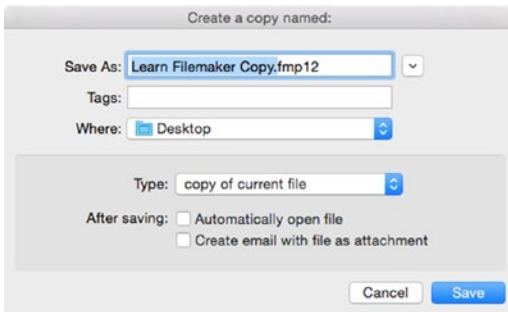 Create a copy named:
Save As: Learn Filemaker Copy.fmp12
Tags:
Where: Desktop
Type: copy of current file
After saving: Automatically open file
Create email with file as attachment
Cancel Save